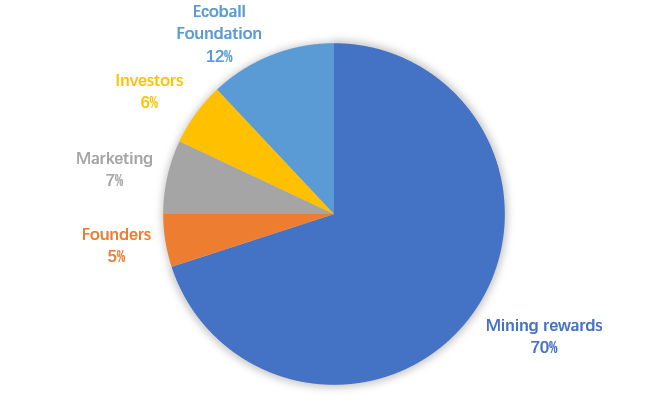 Ecoball
Foundation
12%
Investors
6%
Marketing
7%
Founders
5%
Mining rewards
70%